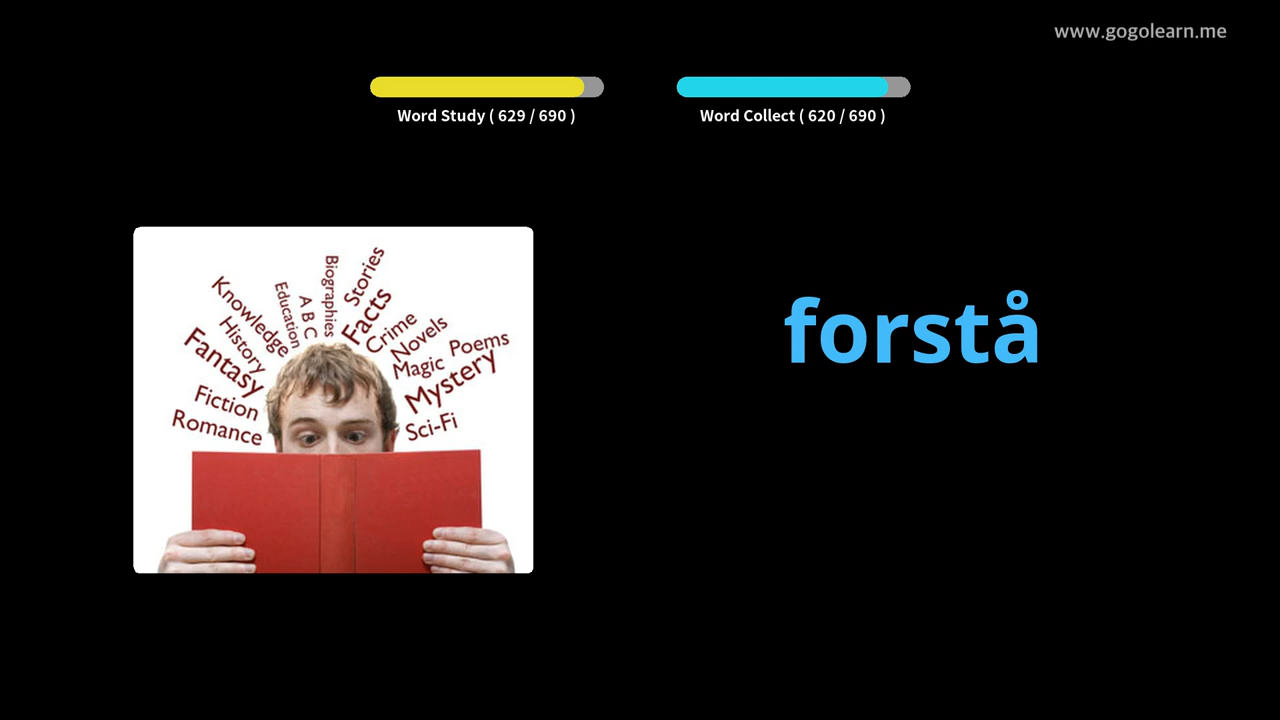 www.gogolearn.me
Word Study ( 629 / 690 )
Word Collect ( 620 / 690 )
forstå
Knowledge
History
Fantasy
Fiction
Romance
Education
A B C
Biographies
Stories
Facts
Crime
Novels
Magic
Poems
Mystery
Sci-Fi